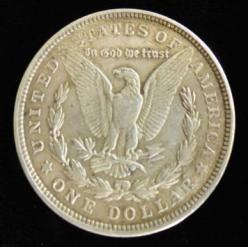 UNITED STATES OF AMERICA
In God we trust
ONE DOLLAR